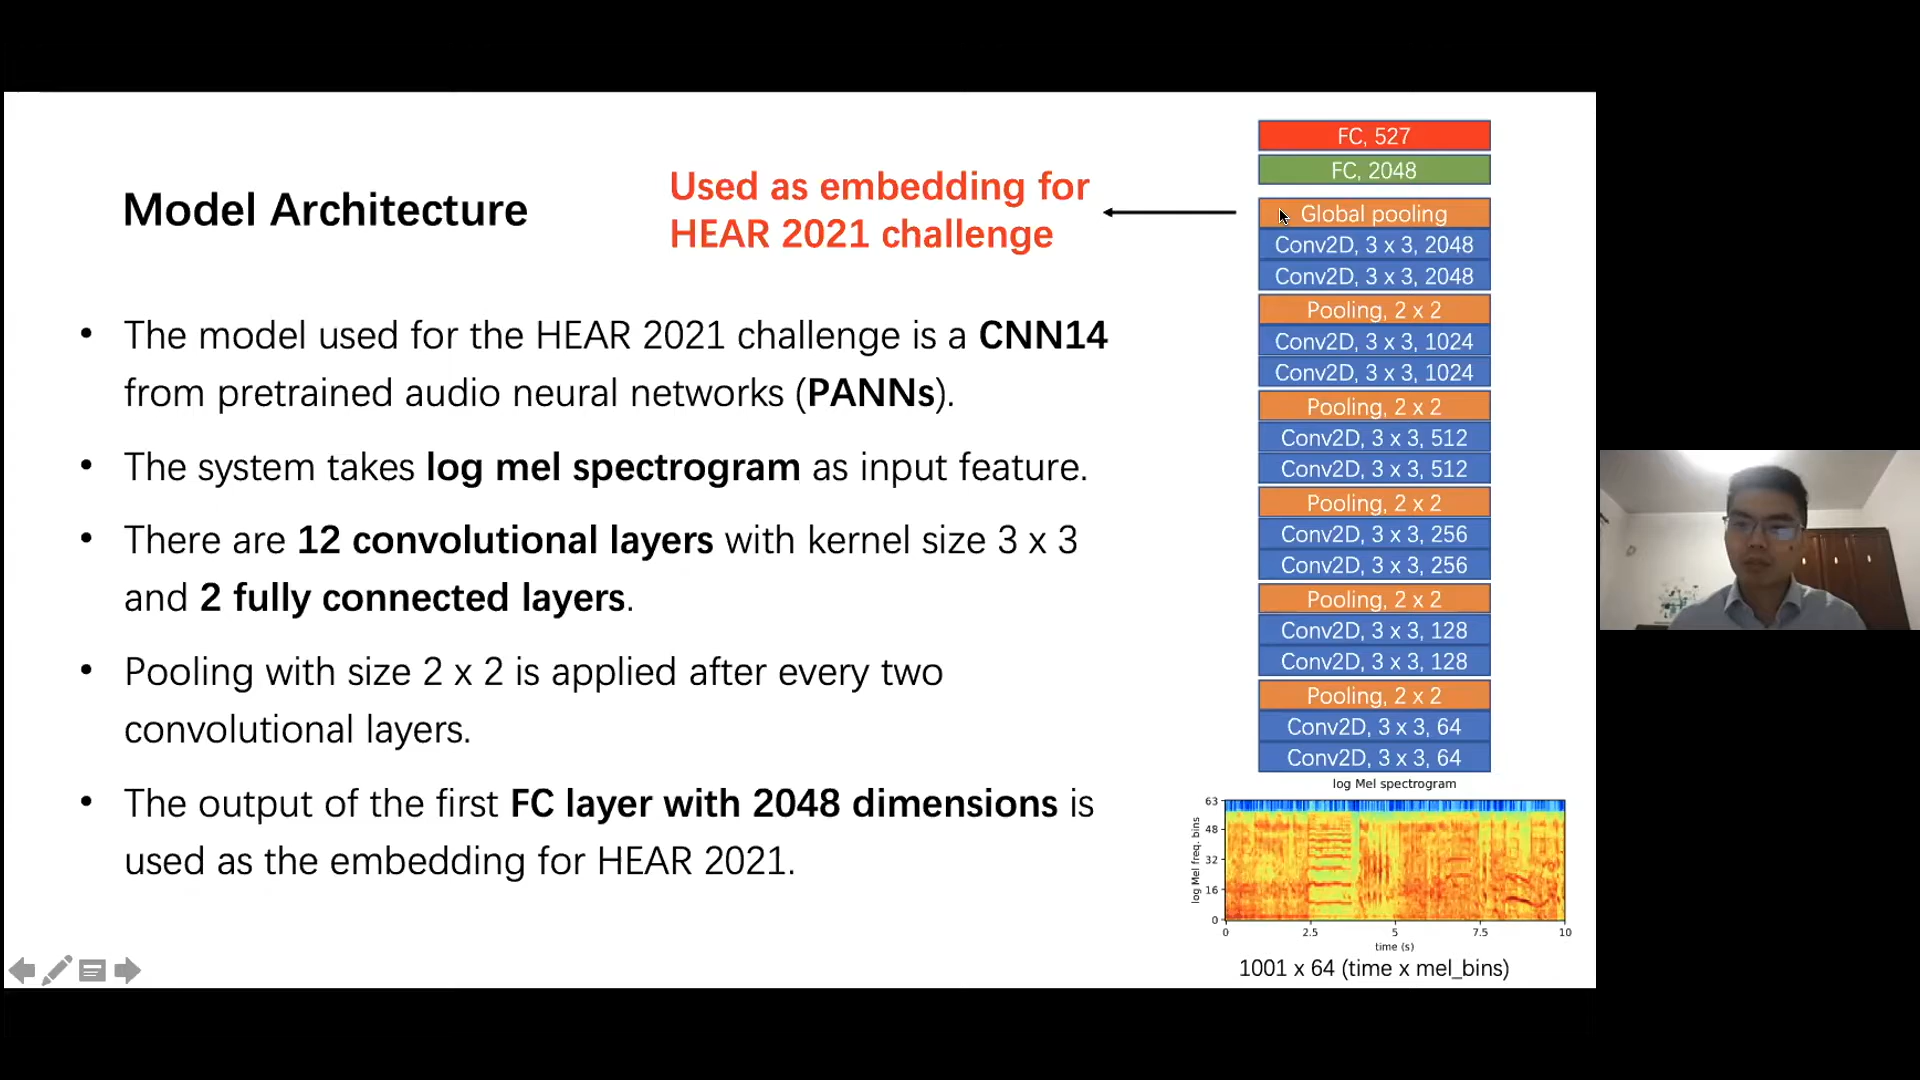 Model Architecture
Used as embedding for
HEAR 2021 challenge
• The model used for the HEAR 2021 challenge is a CNN14
from pretrained audio neural networks (PANNs).
• The system takes log mel spectrogram as input feature.
• There are 12 convolutional layers with kernel size 3 x 3
and 2 fully connected layers.
• Pooling with size 2 x 2 is applied after every two
convolutional layers.
• The output of the first FC layer with 2048 dimensions is
used as the embedding for HEAR 2021.
FC, 527
FC, 2048
Global pooling
Conv2D, 3 x 3, 2048
Conv2D, 3 x 3, 2048
Pooling, 2 x 2
Conv2D, 3 x 3, 1024
Conv2D, 3 x 3, 1024
Pooling, 2 x 2
Conv2D, 3 x 3, 512
Conv2D, 3 x 3, 512
Pooling, 2 x 2
Conv2D, 3 x 3, 256
Conv2D, 3 x 3, 256
Pooling, 2 x 2
Conv2D, 3 x 3, 128
Conv2D, 3 x 3, 128
Pooling, 2 x 2
Conv2D, 3 x 3, 64
Conv2D, 3 x 3, 64
log Mel spectrogram
log Mel freq. bins
63
48
32
16
0
0 2.5 5 7.5 10
time (s)
1001 x 64 (time x mel_bins)